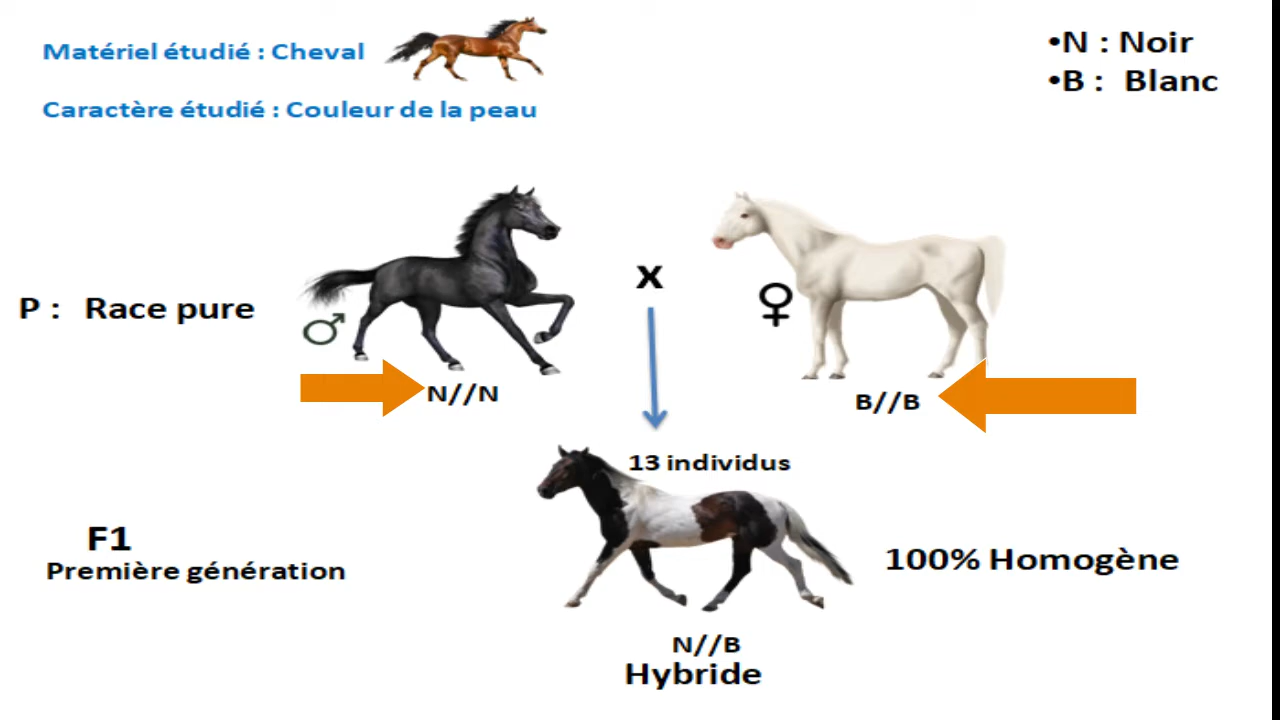 Matériel étudié : Cheval
Caractère étudié : Couleur de la peau
•N : Noir
•B : Blanc
P : Race pure
x
♂
♀
N//N
B//B
13 individus
F1
Première génération
100% Homogène
N//B
Hybride